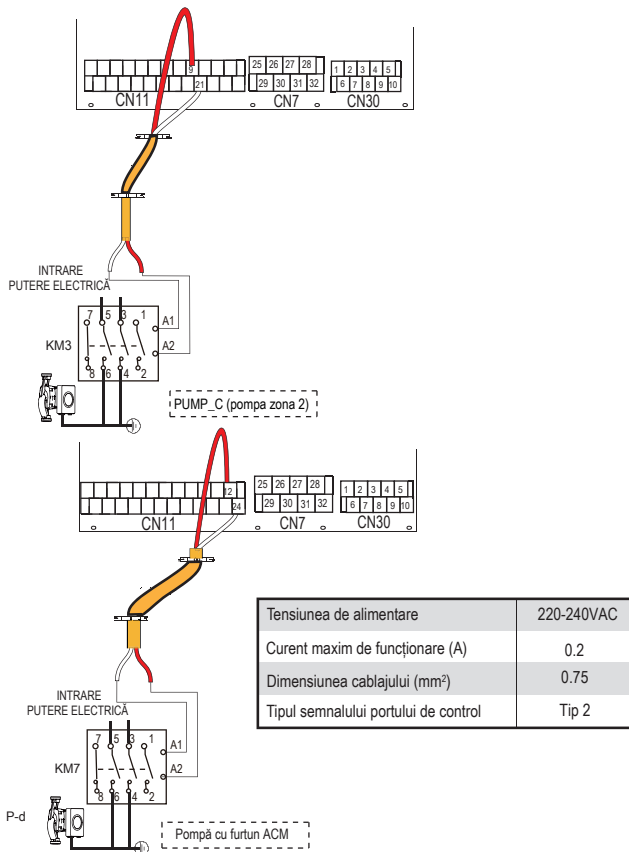 9
25 26 27 28
1 2 3 4 5
21
29 30 31 32
6 7 8 9 10
CN11
CN7
CN30
INTRARE
PUTERE ELECTRICĂ
7 5 3 1
A1
KM3
A2
8 6 4 2
PUMP_C (pompa zona 2)
12
25 26 27 28
1 2 3 4 5
24
29 30 31 32
6 7 8 9 10
CN11
CN7
CN30
Tensiunea de alimentare 220-240VAC
Curent maxim de funcționare (A) 0.2
Dimensiunea cablajului (mm²) 0.75
Tipul semnalului portului de control Tip 2
INTRARE
PUTERE ELECTRICĂ
7 5 3 1
A1
KM7
A2
8 6 4 2
P-d
Pompă cu furtun ACM